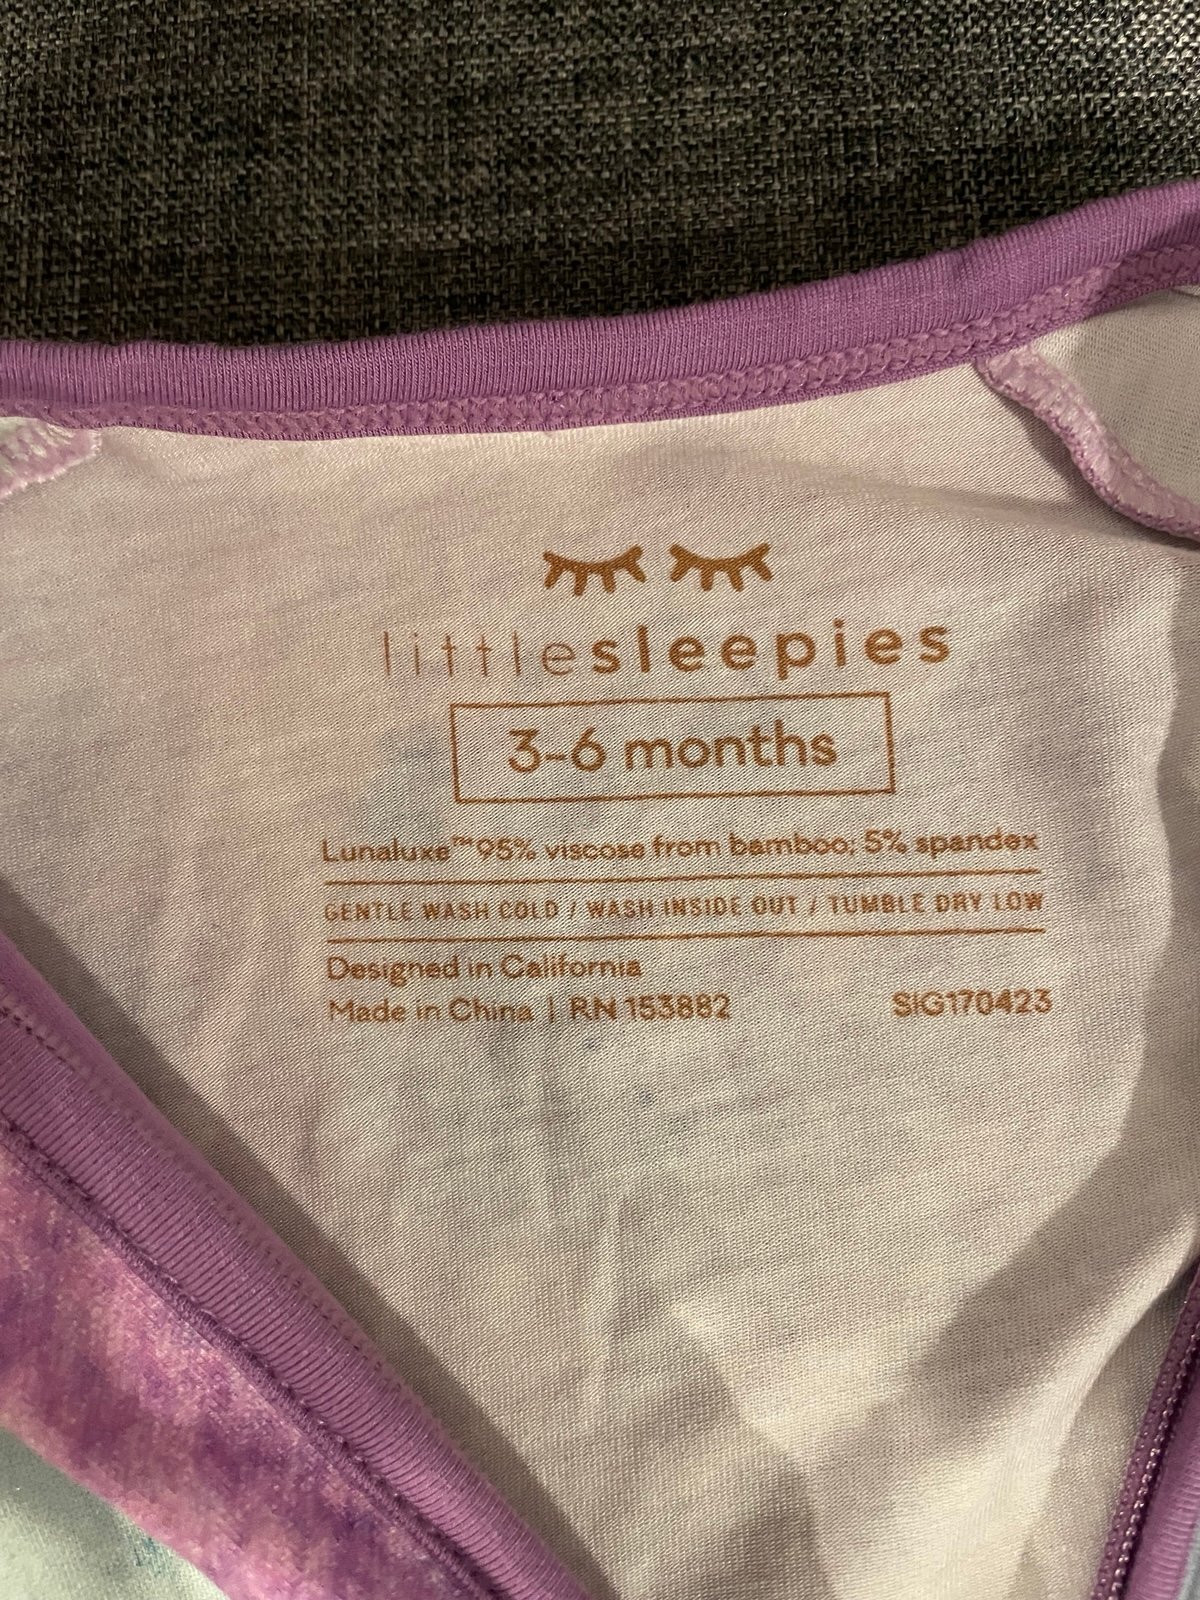 littlesleepies
3-6 months
Lunaluxe™ 95% viscose from bamboo; 5% spandex
GENTLE WASH COLD / WASH INSIDE OUT / TUMBLE DRY LOW
Designed in California
Made in China | RN 153882 SIG170423